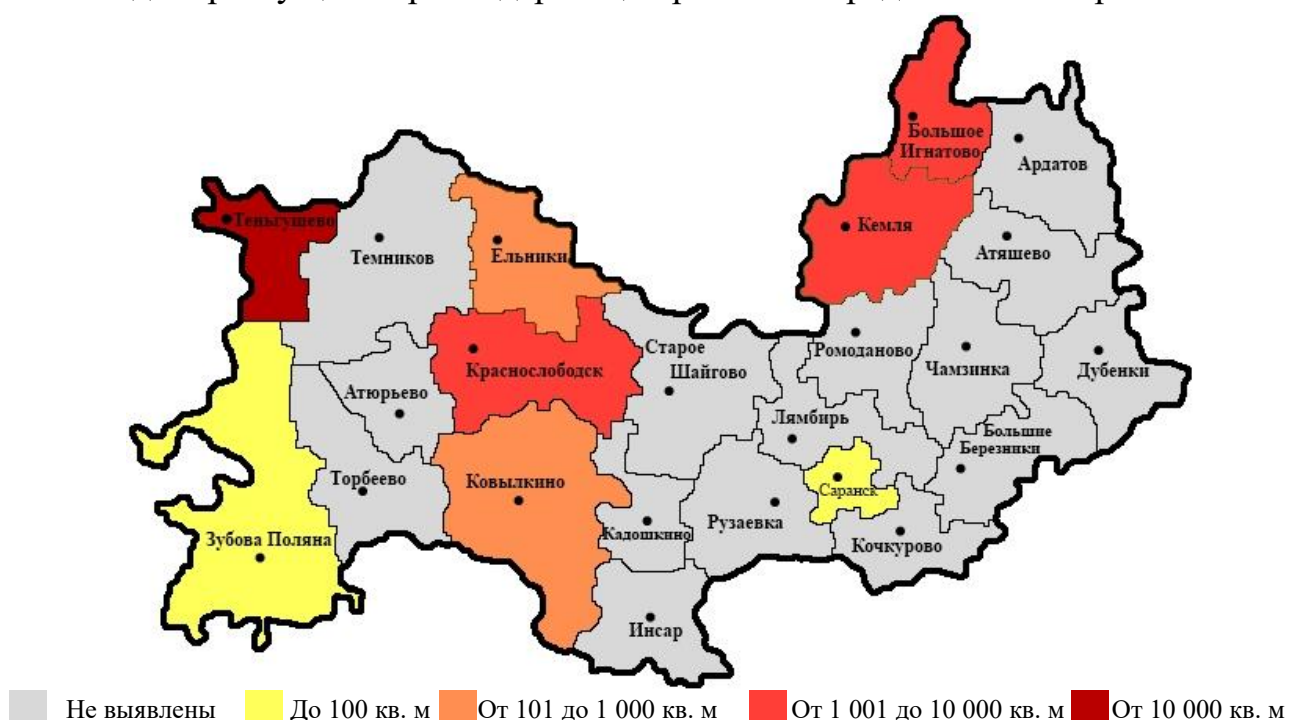 Большое
Игнатово
Ардатов
Теньгушево
Кемля
Темников
Ельники
Атяшево
Старое
Шайгово
Ромоданово
Краснослободск
Чамзинка
Дубенки
Атюрьево
Лямбирь
Большие
Березники
Торбеево
Ковылкино
Саранск
Рузаевка
Кадошкино
Зубова Поляна
Кочкурово
Инсар
Не выявлены
До 100 кв. м
От 101 до 1 000 кв. м
От 1 001 до 10 000 кв. м
От 10 000 кв. м